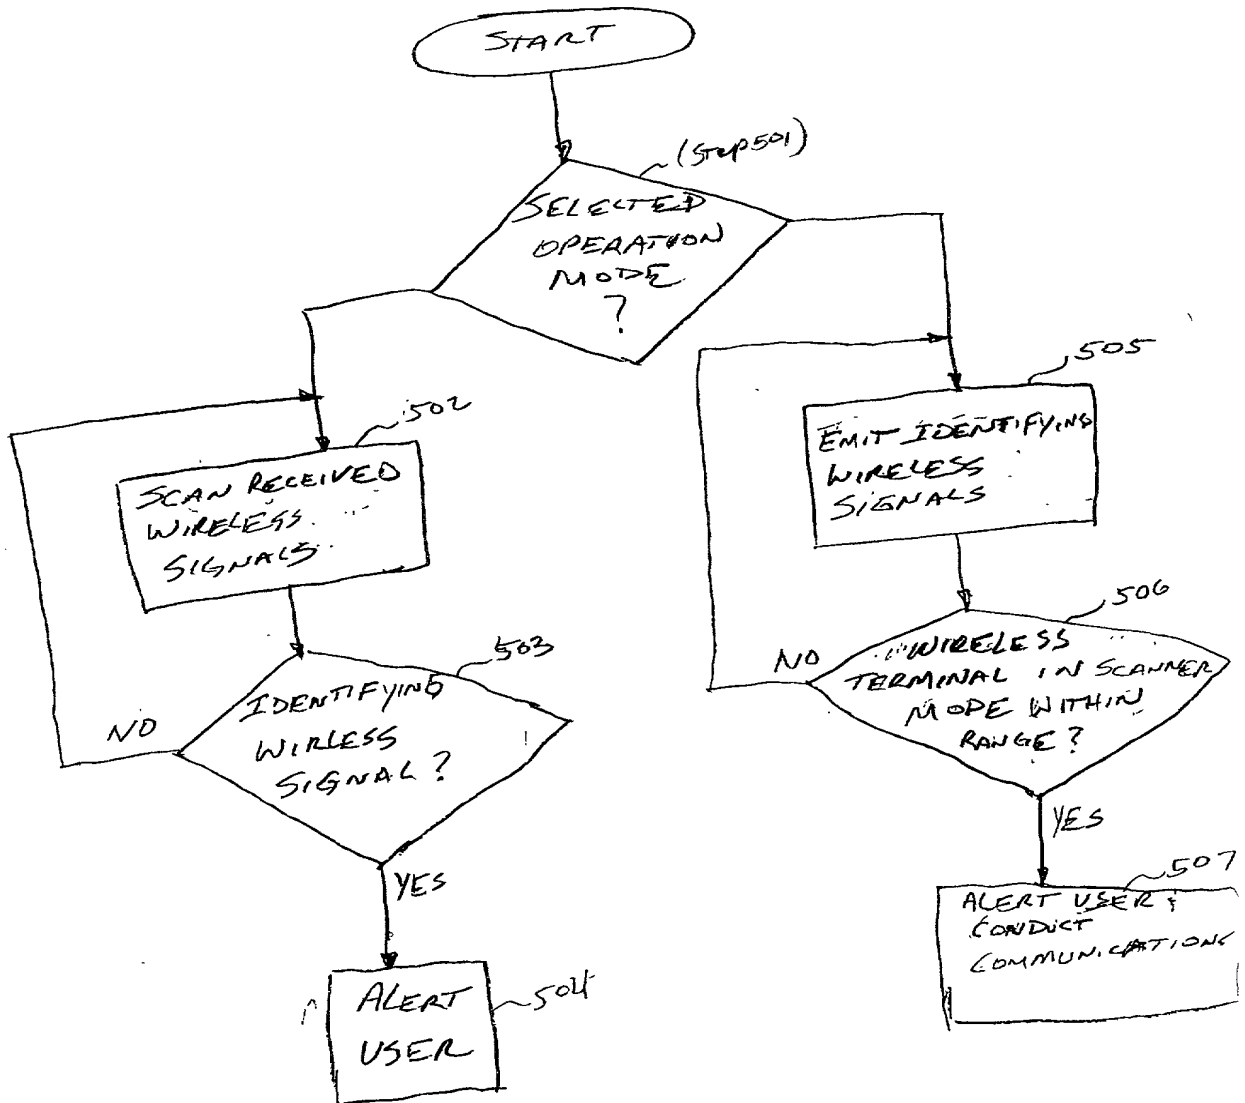 START
(Step 501)
SELECTED
OPERATION
MODE
?
502
SCAN RECEIVED
WIRELESS
SIGNALS
503
IDENTIFYING
WIRLESS
SIGNAL?
NO
YES
ALERT
USER
504
505
EMIT IDENTIFYING
WIRELESS
SIGNALS
506
WIRELESS
TERMINAL IN SCANNER
MODE WITHIN
RANGE?
NO
YES
507
ALERT USER &
CONDUCT
COMMUNICATIONS